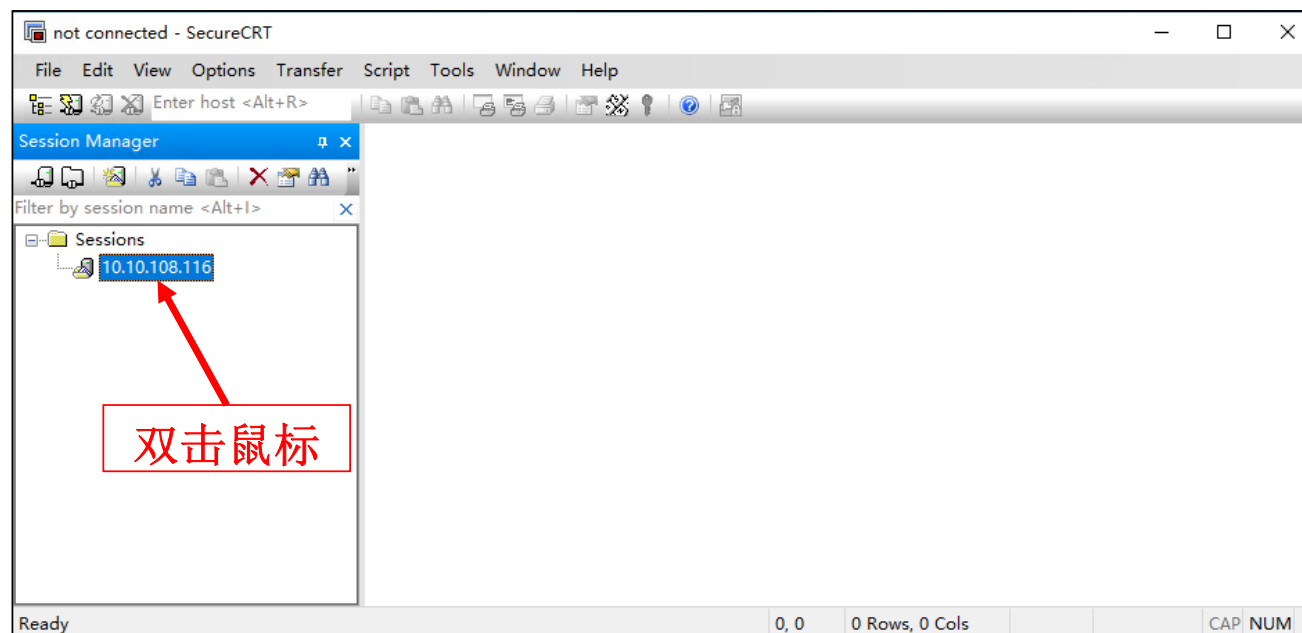 not connected - SecureCRT
File Edit View Options Transfer Script Tools Window Help
Enter host <Alt+R>
Session Manager
Filter by session name <Alt+I>
Sessions
10.10.108.116
双击鼠标
Ready 0, 0 0 Rows, 0 Cols CAP NUM